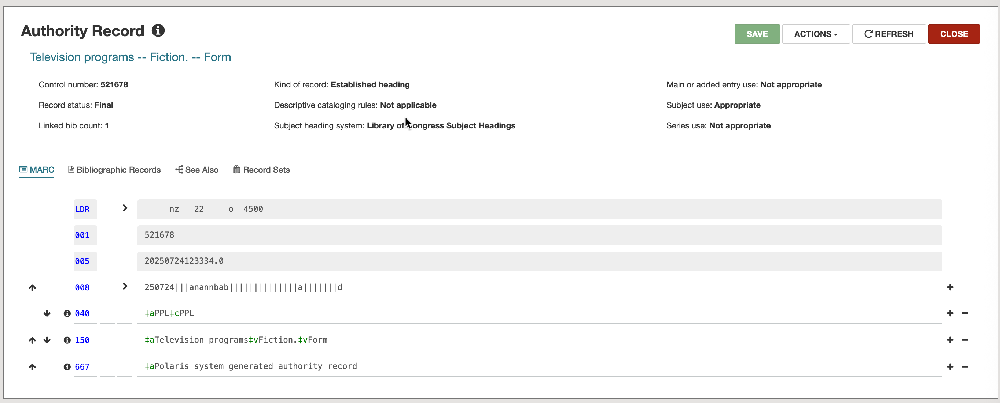 Authority Record
SAVE ACTIONS REFRESH CLOSE
Television programs -- Fiction. -- Form
Control number: 521678 Kind of record: Established heading Main or added entry use: Not appropriate
Record status: Final Descriptive cataloging rules: Not applicable Subject use: Appropriate
Linked bib count: 1 Subject heading system: Library of Congress Subject Headings Series use: Not appropriate
MARC Bibliographic Records See Also Record Sets
LDR      nz   22     o  4500
001 521678
005 20250724123334.0
008 250724|||anannbab||||||||||||||a|||||||d
040 ‡aPPL‡cPPL
150 ‡aTelevision programs‡vFiction.‡vForm
667 ‡aPolaris system generated authority record